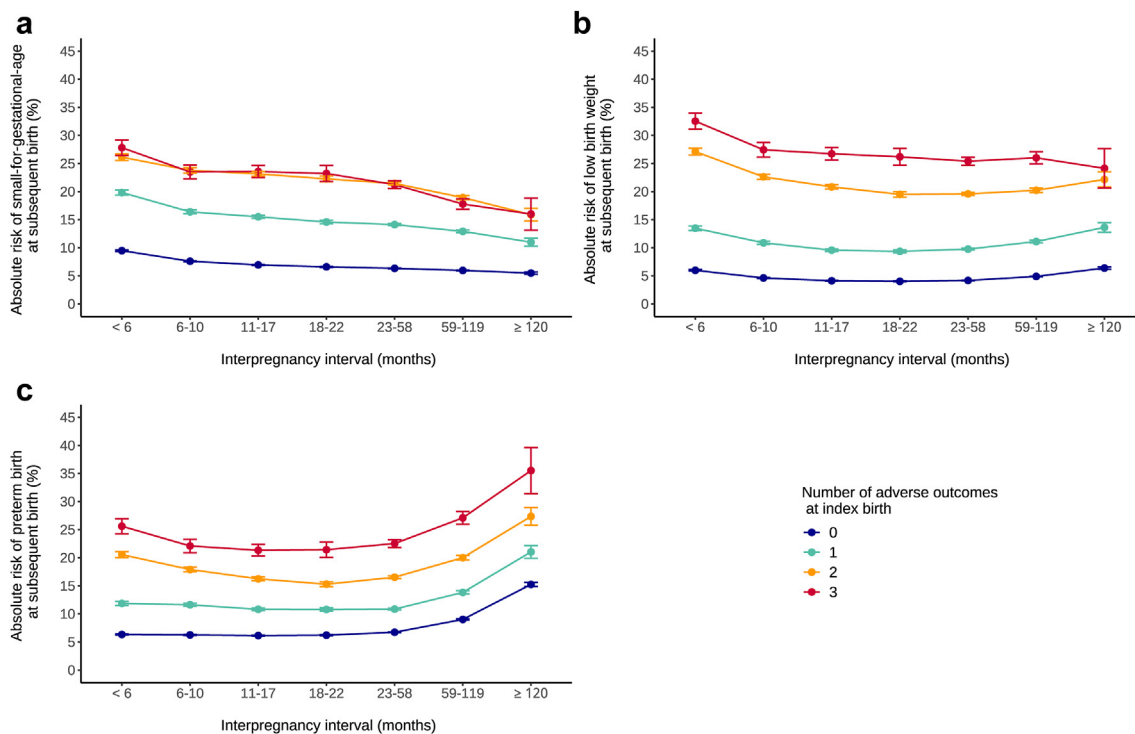 a
Absolute risk of small-for-gestational-age
at subsequent birth (%)
45
40
35
30
25
20
15
10
5
0
< 6 6-10 11-17 18-22 23-58 59-119 ≥ 120
Interpregnancy interval (months)
b
Absolute risk of low birth weight
at subsequent birth (%)
45
40
35
30
25
20
15
10
5
0
< 6 6-10 11-17 18-22 23-58 59-119 ≥ 120
Interpregnancy interval (months)
c
Absolute risk of preterm birth
at subsequent birth (%)
45
40
35
30
25
20
15
10
5
0
< 6 6-10 11-17 18-22 23-58 59-119 ≥ 120
Interpregnancy interval (months)
Number of adverse outcomes
at index birth
0
1
2
3